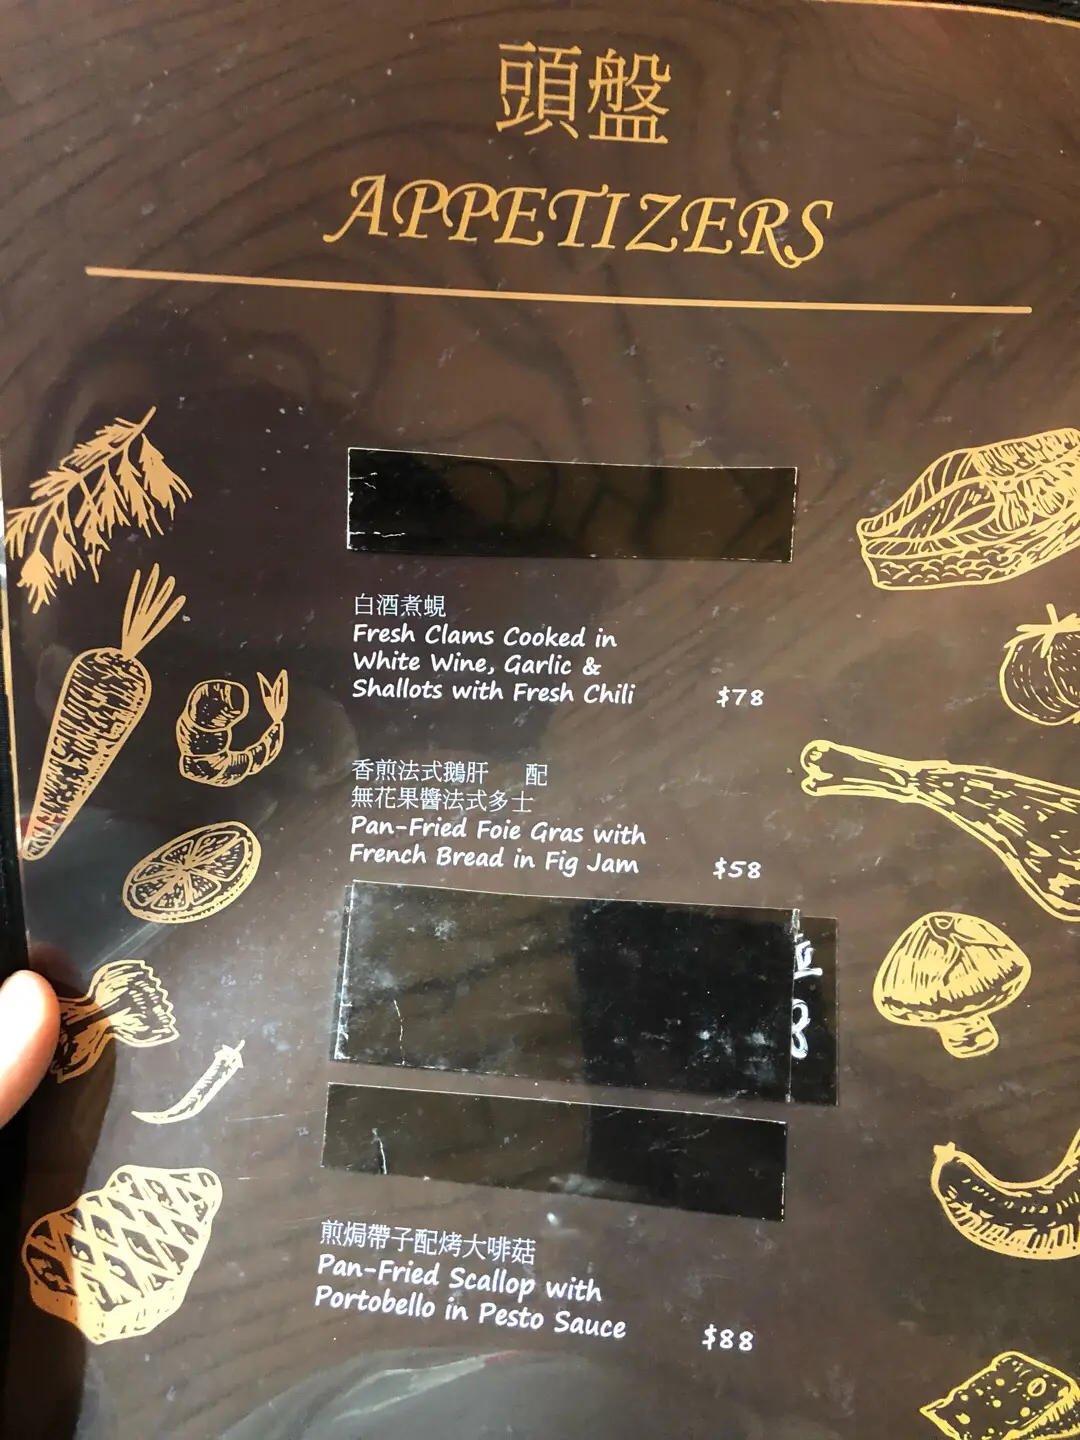 頭盤
APPETIZERS
白酒煮蜆
Fresh Clams Cooked in
White Wine, Garlic &
Shallots with Fresh Chili $78
香煎法式鵝肝 配
無花果醬法式多士
Pan-Fried Foie Gras with
French Bread in Fig Jam $58
8
煎焗帶子配烤大啡菇
Pan-Fried Scallop with
Portobello in Pesto Sauce $88